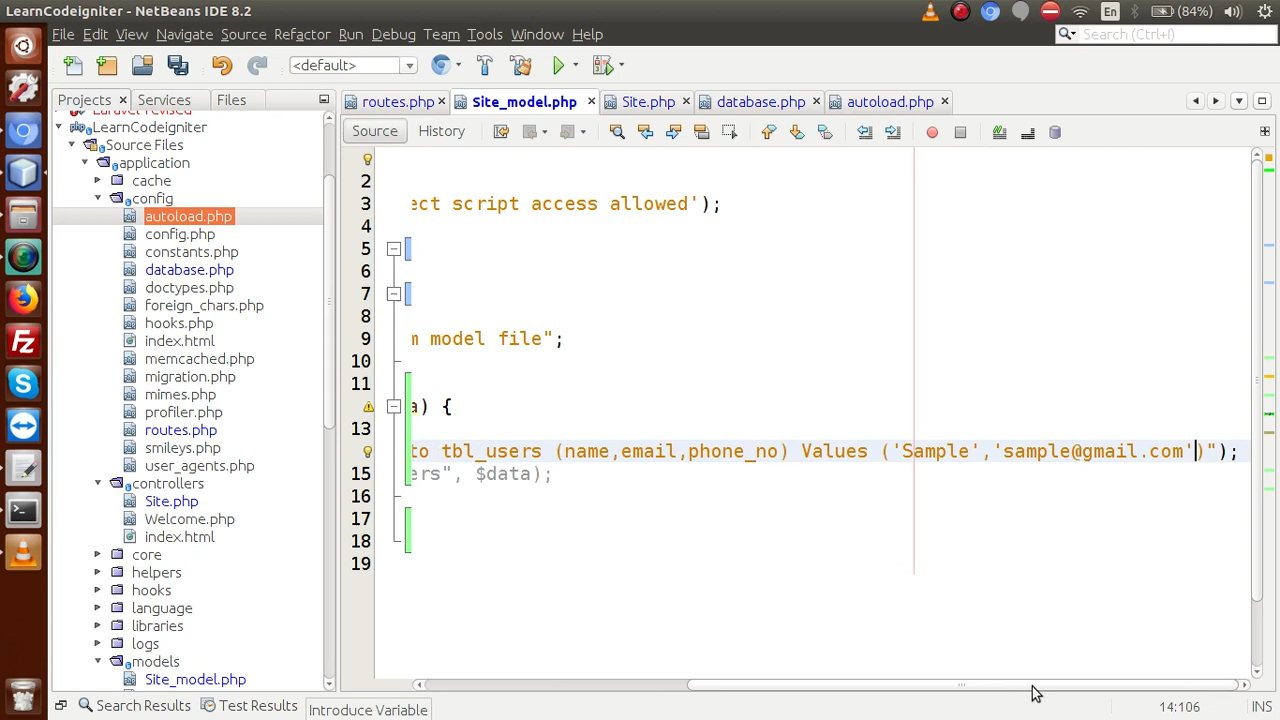 LearnCodeigniter - NetBeans IDE 8.2
En
(84%)
File Edit View Navigate Source Refactor Run Debug Team Tools Window Help
Search (Ctrl+I)
<default>
Projects Services Files
routes.php Site_model.php Site.php database.php autoload.php
Source History
LearnCodeigniter
Source Files
application
cache
config
autoload.php
config.php
constants.php
database.php
doctypes.php
foreign_chars.php
hooks.php
index.html
memcached.php
migration.php
mimes.php
profiler.php
routes.php
smileys.php
user_agents.php
controllers
Site.php
Welcome.php
index.html
core
helpers
hooks
language
libraries
logs
models
Site_model.php
2
3 ect script access allowed');
4
5
6
7
8
9 m model file";
10
11
a) {
13
to tbl_users (name,email,phone_no) Values ('Sample','sample@gmail.com')");
15 ers", $data);
16
17
18
19
Search Results Test Results Introduce Variable
14:106 INS